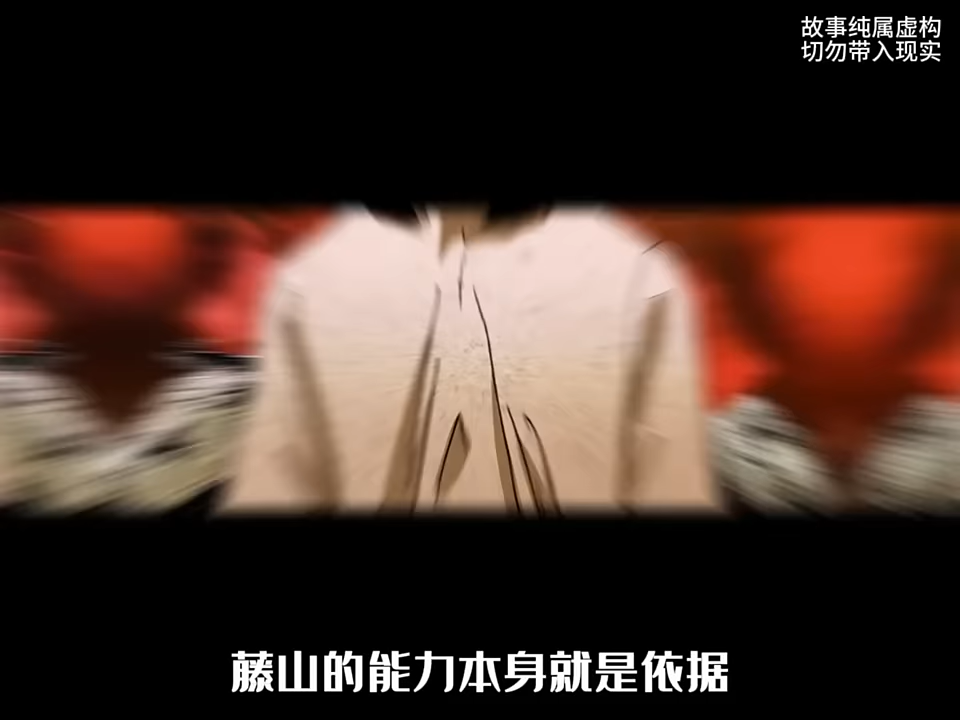 故事纯属虚构
切勿带入现实
藤山的能力本身就是依据